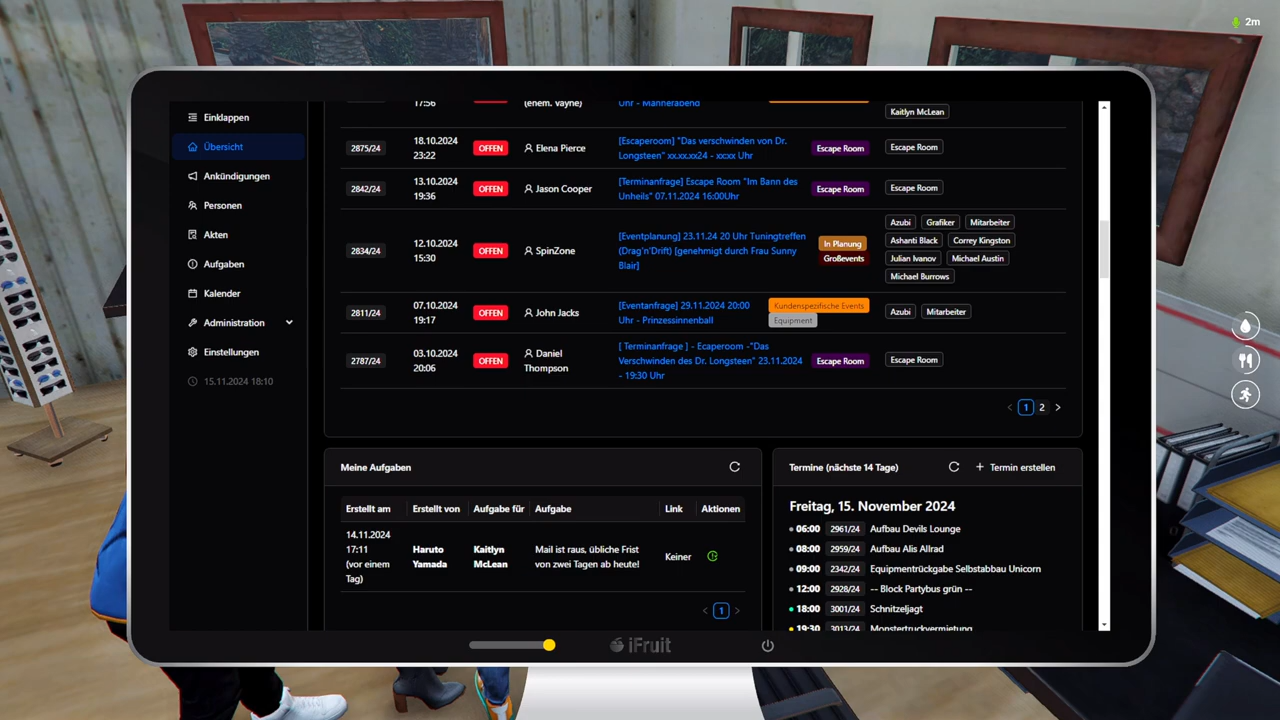 2m
Einklappen
Übersicht
Ankündigungen
Personen
Akten
Aufgaben
Kalender
Administration
Einstellungen
15.11.2024 18:10
17:56
(enem. Vayne)
Uhr - Männerabend
Kaitlyn McLean
2875/24
18.10.2024
23:22
OFFEN
Elena Pierce
[Escaperoom] "Das verschwinden von Dr.
Longsteen" xx.xx.xx24 - xx:xx Uhr
Escape Room
Escape Room
2842/24
13.10.2024
19:36
OFFEN
Jason Cooper
[Terminanfrage] Escape Room "Im Bann des
Unheils" 07.11.2024 16:00Uhr
Escape Room
Escape Room
2834/24
12.10.2024
15:30
OFFEN
SpinZone
[Eventplanung] 23.11.24 20 Uhr Tuningtreffen
(Drag'n'Drift) [genehmigt durch Frau Sunny
Blair]
In Planung
Großevents
Azubi Grafiker Mitarbeiter
Ashanti Black Correy Kingston
Julian Ivanov Michael Austin
Michael Burrows
2811/24
07.10.2024
19:17
OFFEN
John Jacks
[Eventanfrage] 29.11.2024 20:00
Uhr - Prinzessinnenball
Kundenspezifische Events
Equipment
Azubi Mitarbeiter
2787/24
03.10.2024
20:06
OFFEN
Daniel
Thompson
[ Terminanfrage ] - Ecaperoom -"Das
Verschwinden des Dr. Longsteen" 23.11.2024
- 19:30 Uhr
Escape Room
Escape Room
< 1 2 >
Meine Aufgaben
Erstellt am Erstellt von Aufgabe für Aufgabe Link Aktionen
14.11.2024
17:11
(vor einem
Tag)
Haruto
Yamada
Kaitlyn
McLean
Mail ist raus, übliche Frist
von zwei Tagen ab heute!
Keiner
< 1 >
Termine (nächste 14 Tage)
+ Termin erstellen
Freitag, 15. November 2024
06:00 2961/24 Aufbau Devils Lounge
08:00 2959/24 Aufbau Alis Allrad
09:00 2342/24 Equipmentrückgabe Selbstabbau Unicorn
12:00 2928/24 -- Block Partybus grün --
18:00 3001/24 Schnitzeljagt
19:30 3013/24 Monstertruckvermietung
iFruit